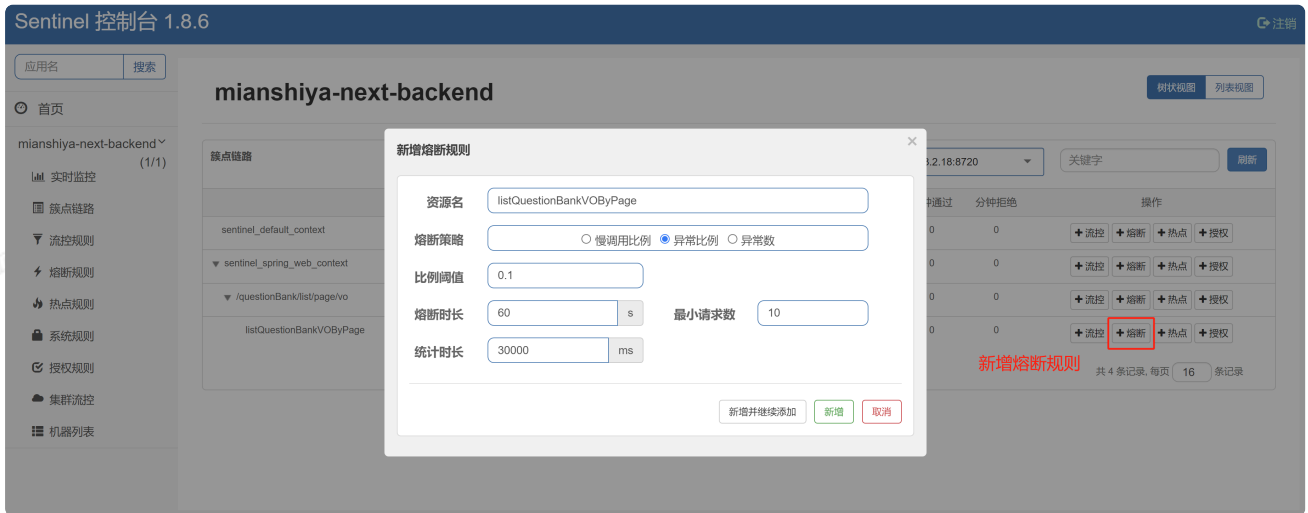 Sentinel 控制台 1.8.6
注销
应用名 搜索
首页
mianshiya-next-backend
(1/1)
实时监控
簇点链路
流控规则
熔断规则
热点规则
系统规则
授权规则
集群流控
机器列表
mianshiya-next-backend
树状视图 列表视图
簇点链路
3.2.18:8720 关键字 刷新
钟通过 分钟拒绝 操作
sentinel_default_context 0 0 流控 熔断 热点 授权
sentinel_spring_web_context 0 0 流控 熔断 热点 授权
/questionBank/list/page/vo 0 0 流控 熔断 热点 授权
listQuestionBankVOByPage 0 0 流控 熔断 热点 授权
新增熔断规则
共 4 条记录, 每页 16 条记录
新增熔断规则 ×
资源名 listQuestionBankVOByPage
熔断策略 慢调用比例 异常比例 异常数
比例阈值 0.1
熔断时长 60 s 最小请求数 10
统计时长 30000 ms
新增并继续添加 新增 取消